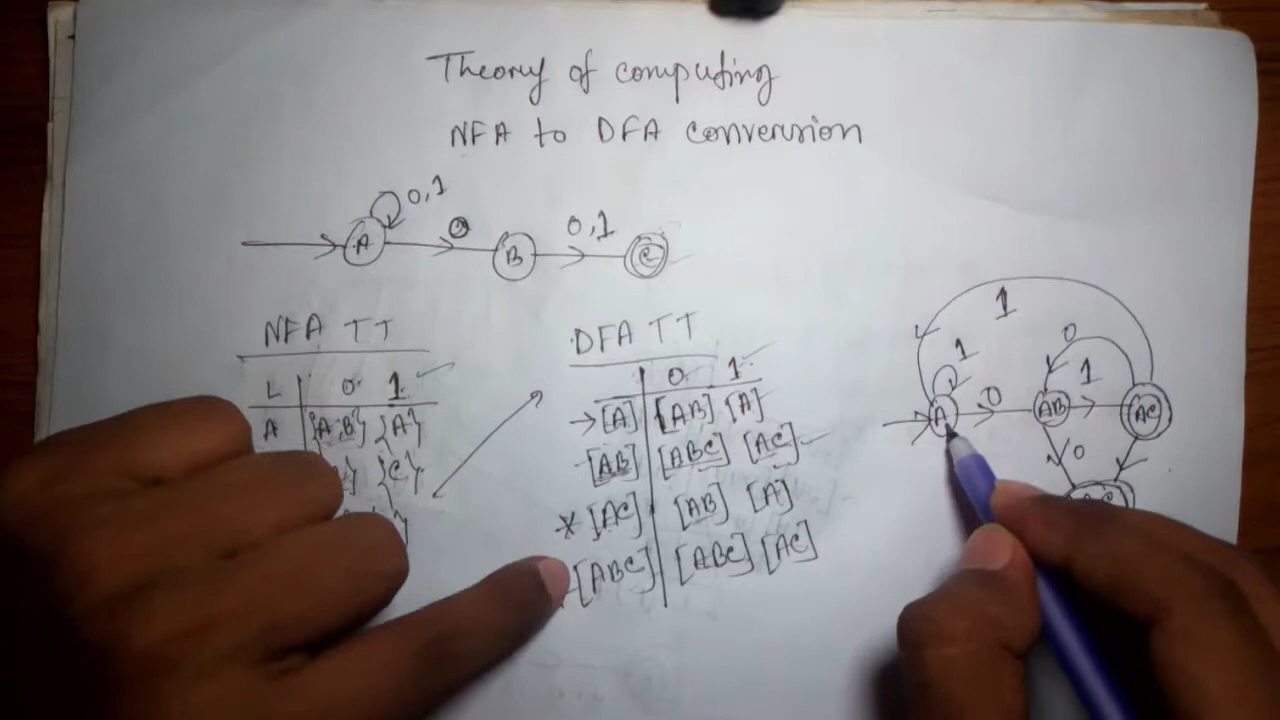 Theory of computing
NFA to DFA conversion
0,1
A 0 B 0,1 C
NFA TT
L 0 1
A {A,B} {A}
} {C}
DFA TT
0 1
→ [A] [AB] [A]
[AB] [ABC] [AC]
* [AC] [AB] [A]
[ABC] [ABC] [AC]
1
1 0
A 0 AB 1 AC
0